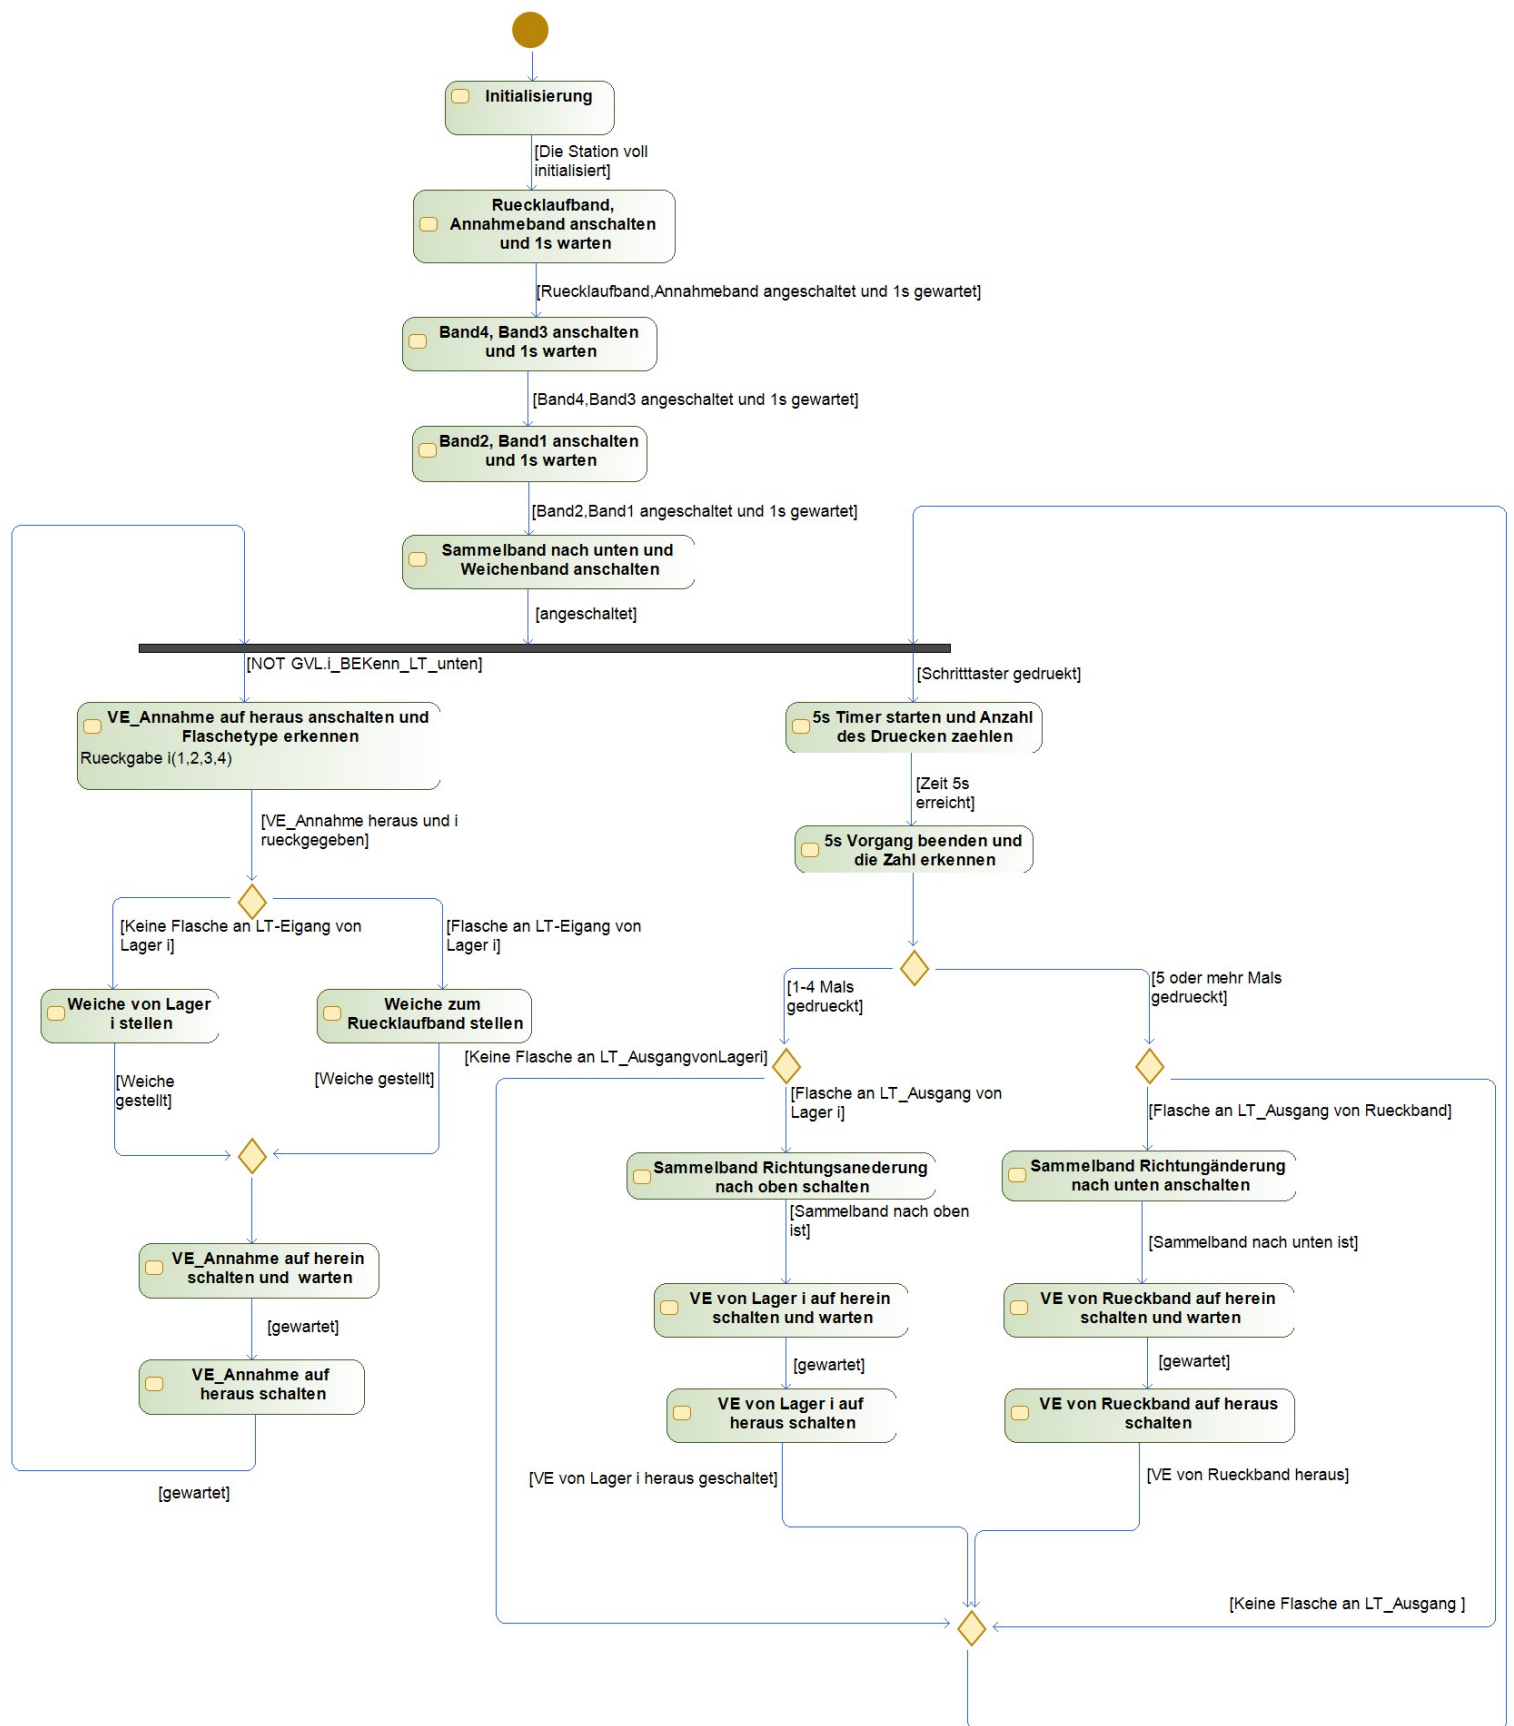 Initialisierung
[Die Station voll
initialisiert]
Ruecklaufband,
Annahmeband anschalten
und 1s warten
[Ruecklaufband,Annahmeband angeschaltet und 1s gewartet]
Band4, Band3 anschalten
und 1s warten
[Band4,Band3 angeschaltet und 1s gewartet]
Band2, Band1 anschalten
und 1s warten
[Band2,Band1 angeschaltet und 1s gewartet]
Sammelband nach unten und
Weichenband anschalten
[angeschaltet]
[NOT GVL.i_BEKenn_LT_unten]
VE_Annahme auf heraus anschalten und
Flaschetype erkennen
Rueckgabe i(1,2,3,4)
[VE_Annahme heraus und i
rueckgegeben]
[Keine Flasche an LT-Eigang von
Lager i]
[Flasche an LT-Eigang von
Lager i]
Weiche von Lager
i stellen
Weiche zum
Ruecklaufband stellen
[Weiche
gestellt]
[Weiche gestellt]
VE_Annahme auf herein
schalten und  warten
[gewartet]
VE_Annahme auf
heraus schalten
[gewartet]
[Schritttaster gedruekt]
5s Timer starten und Anzahl
des Druecken zaehlen
[Zeit 5s
erreicht]
5s Vorgang beenden und
die Zahl erkennen
[1-4 Mals
gedrueckt]
[5 oder mehr Mals
gedrueckt]
[Keine Flasche an LT_AusgangvonLageri]
[Flasche an LT_Ausgang von
Lager i]
[Flasche an LT_Ausgang von Rueckband]
Sammelband Richtungsanederung
nach oben schalten
Sammelband Richtungänderung
nach unten anschalten
[Sammelband nach oben
ist]
[Sammelband nach unten ist]
VE von Lager i auf herein
schalten und warten
VE von Rueckband auf herein
schalten und warten
[gewartet]
[gewartet]
VE von Lager i auf
heraus schalten
VE von Rueckband auf heraus
schalten
[VE von Lager i heraus geschaltet]
[VE von Rueckband heraus]
[Keine Flasche an LT_Ausgang ]